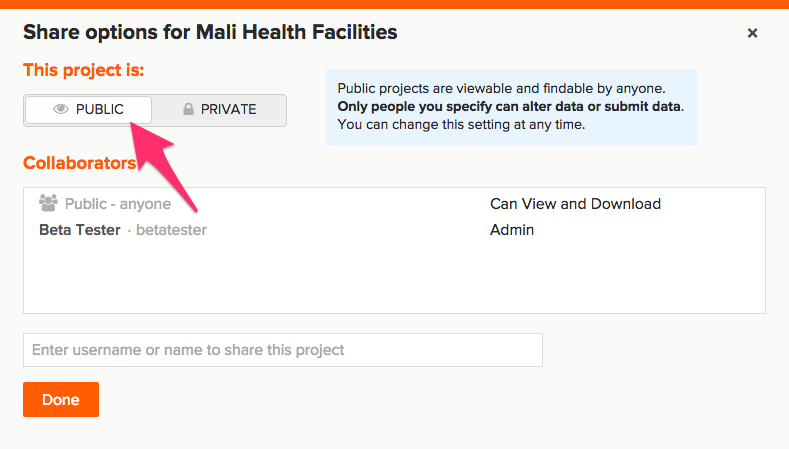 Share options for Mali Health Facilities
×
This project is:
PUBLIC
PRIVATE
Public projects are viewable and findable by anyone.
Only people you specify can alter data or submit data.
You can change this setting at any time.
Collaborators
Public - anyone
Can View and Download
Beta Tester · betatester
Admin
Enter username or name to share this project
Done